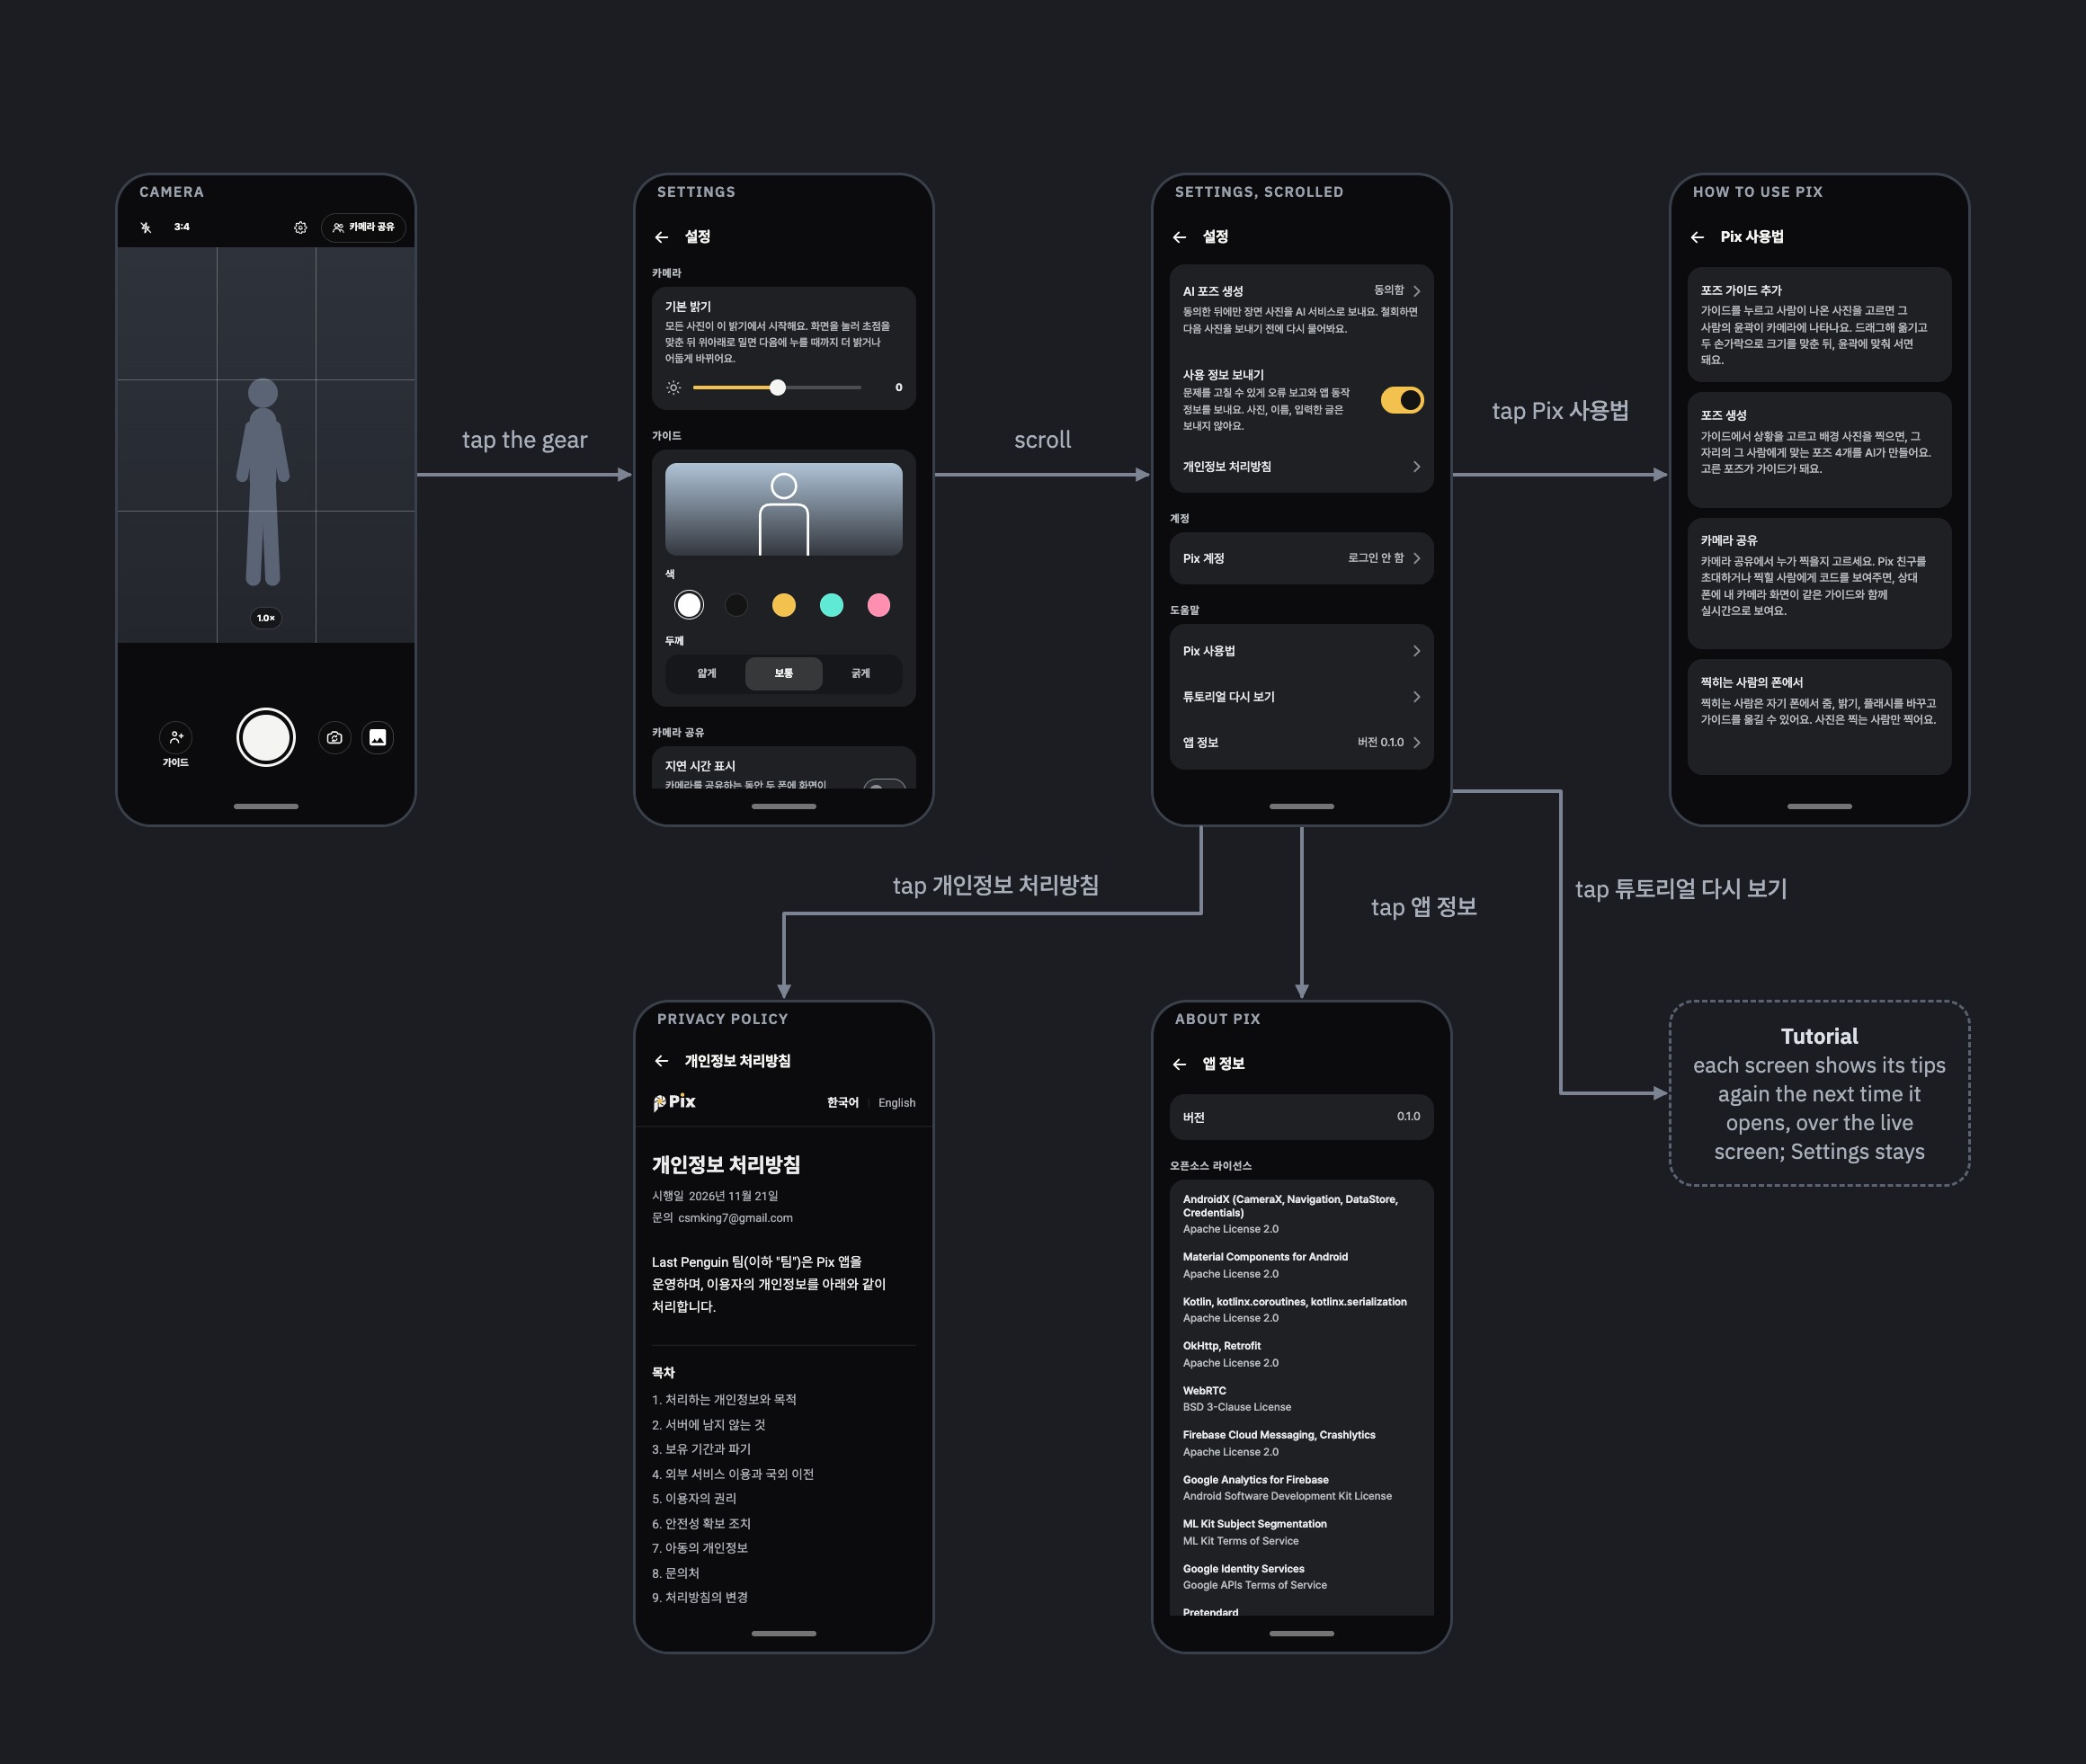 CAMERA
3:4
카메라 공유
1.0×
가이드
tap the gear
SETTINGS
설정
카메라
기본 밝기
모든 사진이 이 밝기에서 시작해요. 화면을 눌러 초점을
맞춘 뒤 위아래로 밀면 다음에 누를 때까지 더 밝거나
어둡게 바뀌어요.
0
가이드
색
두께
얇게
보통
굵게
카메라 공유
지연 시간 표시
카메라를 공유하는 동안 두 폰에 화면이
scroll
SETTINGS, SCROLLED
설정
AI 포즈 생성
동의함
동의한 뒤에만 장면 사진을 AI 서비스로 보내요. 철회하면
다음 사진을 보내기 전에 다시 물어봐요.
사용 정보 보내기
문제를 고칠 수 있게 오류 보고와 앱 동작
정보를 보내요. 사진, 이름, 입력한 글은
보내지 않아요.
개인정보 처리방침
계정
Pix 계정
로그인 안 함
도움말
Pix 사용법
튜토리얼 다시 보기
앱 정보
버전 0.1.0
tap Pix 사용법
HOW TO USE PIX
Pix 사용법
포즈 가이드 추가
가이드를 누르고 사람이 나온 사진을 고르면 그
사람의 윤곽이 카메라에 나타나요. 드래그해 옮기고
두 손가락으로 크기를 맞춘 뒤, 윤곽에 맞춰 서면
돼요.
포즈 생성
가이드에서 상황을 고르고 배경 사진을 찍으면, 그
자리의 그 사람에게 맞는 포즈 4개를 AI가 만들어요.
고른 포즈가 가이드가 돼요.
카메라 공유
카메라 공유에서 누가 찍을지 고르세요. Pix 친구를
초대하거나 찍힐 사람에게 코드를 보여주면, 상대
폰에 내 카메라 화면이 같은 가이드와 함께
실시간으로 보여요.
찍히는 사람의 폰에서
찍히는 사람은 자기 폰에서 줌, 밝기, 플래시를 바꾸고
가이드를 옮길 수 있어요. 사진은 찍는 사람만 찍어요.
tap 개인정보 처리방침
tap 앱 정보
tap 튜토리얼 다시 보기
PRIVACY POLICY
개인정보 처리방침
Pix
한국어
English
개인정보 처리방침
시행일 2026년 11월 21일
문의 csmking7@gmail.com
Last Penguin 팀(이하 "팀")은 Pix 앱을
운영하며, 이용자의 개인정보를 아래와 같이
처리합니다.
목차
1. 처리하는 개인정보와 목적
2. 서버에 남지 않는 것
3. 보유 기간과 파기
4. 외부 서비스 이용과 국외 이전
5. 이용자의 권리
6. 안전성 확보 조치
7. 아동의 개인정보
8. 문의처
9. 처리방침의 변경
ABOUT PIX
앱 정보
버전
0.1.0
오픈소스 라이선스
AndroidX (CameraX, Navigation, DataStore,
Credentials)
Apache License 2.0
Material Components for Android
Apache License 2.0
Kotlin, kotlinx.coroutines, kotlinx.serialization
Apache License 2.0
OkHttp, Retrofit
Apache License 2.0
WebRTC
BSD 3-Clause License
Firebase Cloud Messaging, Crashlytics
Apache License 2.0
Google Analytics for Firebase
Android Software Development Kit License
ML Kit Subject Segmentation
ML Kit Terms of Service
Google Identity Services
Google APIs Terms of Service
Pretendard
Tutorial
each screen shows its tips
again the next time it
opens, over the live
screen; Settings stays